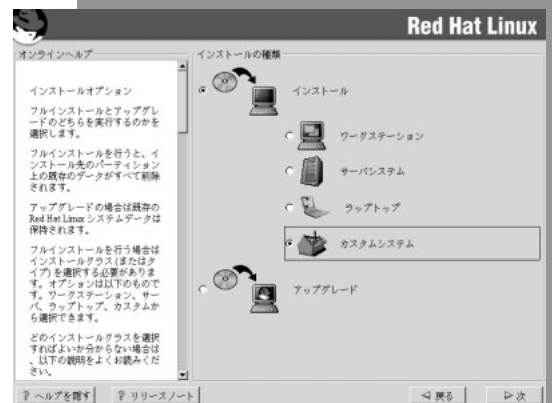 Red Hat Linux
オンラインヘルプ
インストールオプション
フルインストールとアップグレ
ードのどちらを実行するのかを
選択します。
フルインストールを行うと、イ
ンストール先のパーティション
上の既存のデータがすべて削除
されます。
アップグレードの場合は既存の
Red Hat Linux システムデータは
保持されます。
フルインストールを行う場合は
インストールクラス(またはタ
イプ)を選択する必要がありま
す。オプションは以下のもので
す。ワークステーション、サー
バ、ラップトップ、カスタムか
ら選択できます。
どのインストールクラスを選択
すればよいか分からない場合は
、以下の説明をよくお読みくだ
さい。
インストールの種類
インストール
ワークステーション
サーバシステム
ラップトップ
カスタムシステム
アップグレード
? ヘルプを隠す
? リリースノート
戻る
次